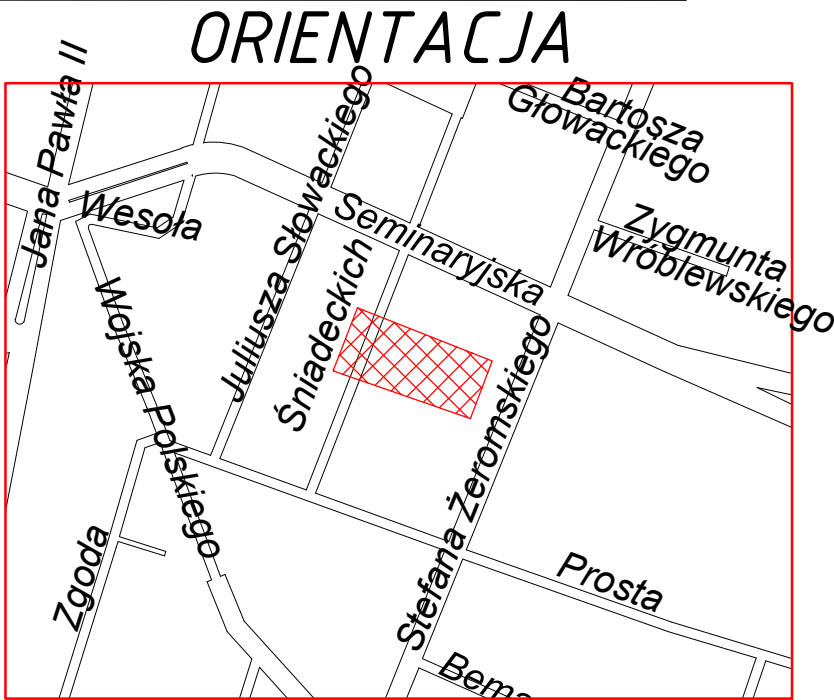 ORIENTACJA
Jana Pawła II
Wesoła
Juliusza Słowackiego
Bartosza
Głowackiego
Seminaryjska
Zygmunta
Wróblewskiego
Śniadeckich
Wojska Polskiego
Stefana Żeromskiego
Zgoda
Prosta
Bema